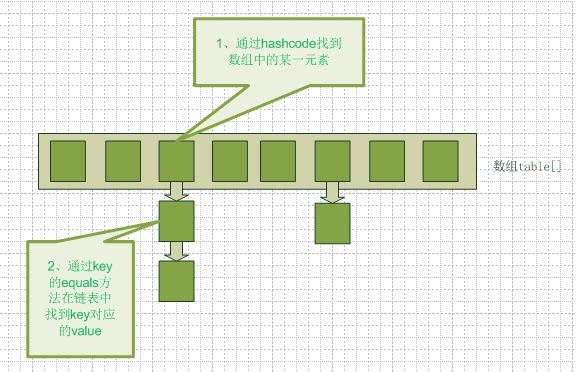 1、通过hashcode找到
数组中的某一元素
数组table[]
2、通过key
的equals方
法在链表中
找到key对应
的value